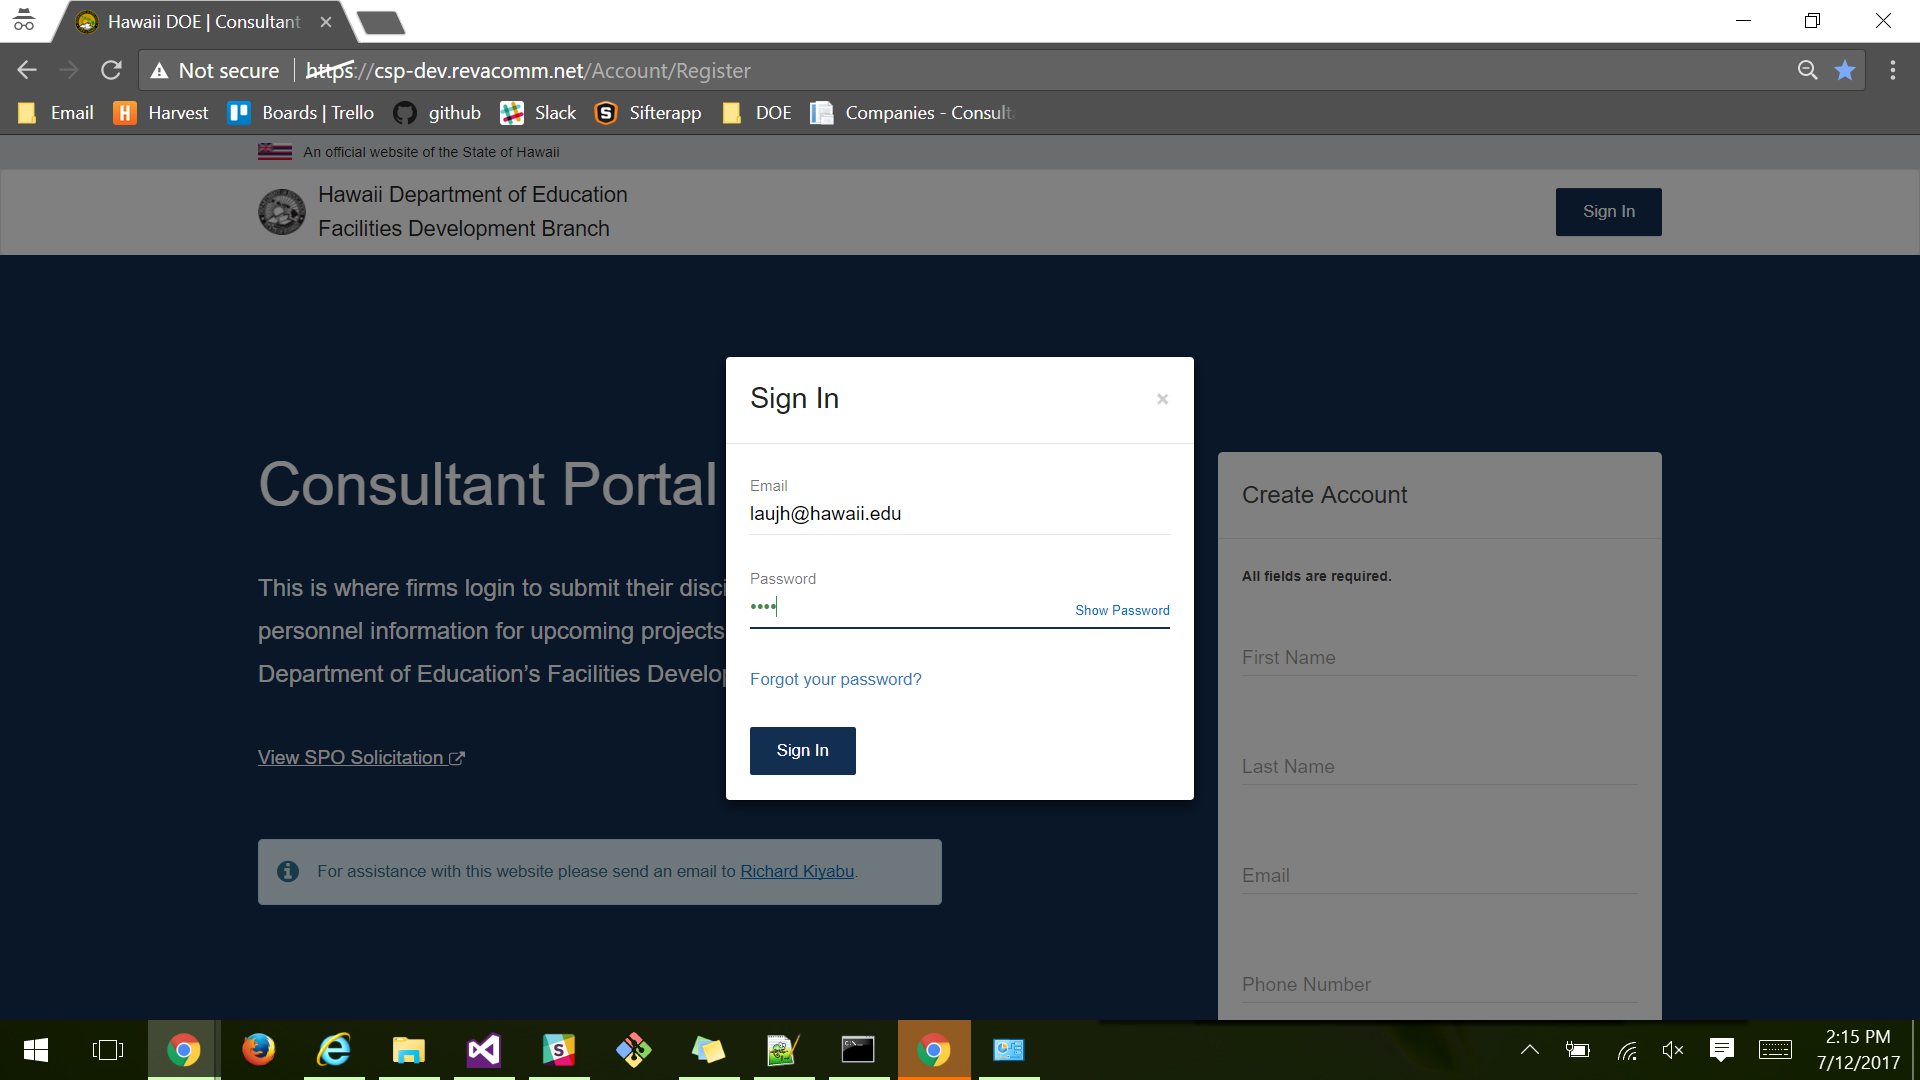 Hawaii DOE | Consultant
Not secure
https://csp-dev.revacomm.net/Account/Register
Email
Harvest
Boards | Trello
github
Slack
Sifterapp
DOE
Companies - Consult
An official website of the State of Hawaii
Hawaii Department of Education
Facilities Development Branch
Sign In
Consultant Portal
This is where firms login to submit their disci
personnel information for upcoming projects
Department of Education’s Facilities Develop
View SPO Solicitation
For assistance with this website please send an email to Richard Kiyabu.
Sign In
×
Email
laujh@hawaii.edu
Password
••••
Show Password
Forgot your password?
Sign In
Create Account
All fields are required.
First Name
Last Name
Email
Phone Number
2:15 PM
7/12/2017